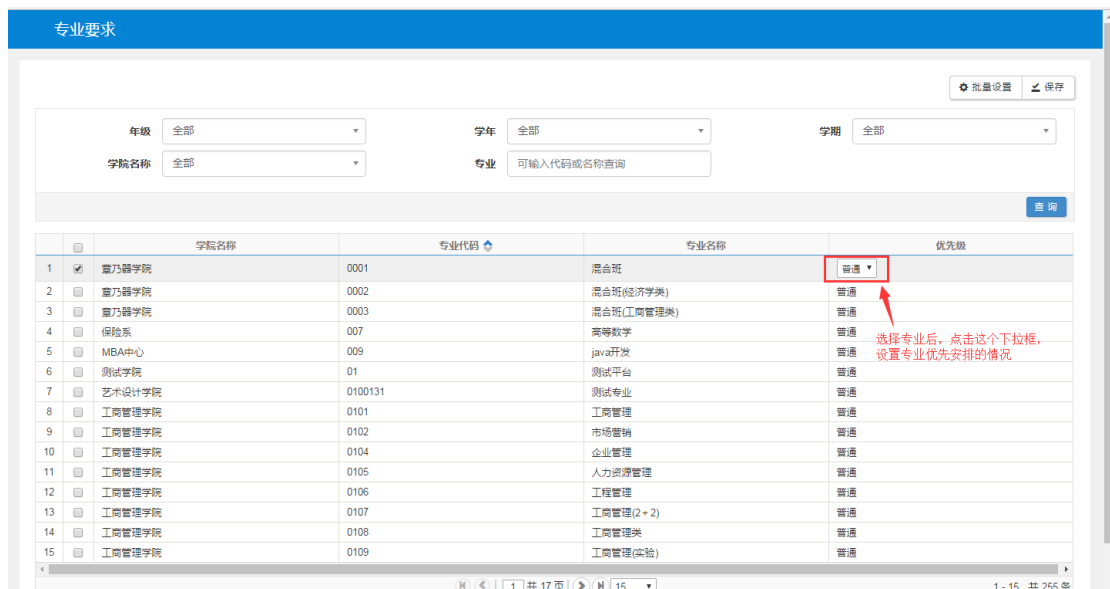 专业要求
批量设置 保存
年级 全部 学年 全部 学期 全部
学院名称 全部 专业 可输入代码或名称查询
查 询
学院名称 专业代码 专业名称 优先级
1 章乃器学院 0001 混合班 普通
2 章乃器学院 0002 混合班(经济学类) 普通
3 章乃器学院 0003 混合班(工商管理类) 普通
4 保险系 007 高等数学 普通
选择专业后，点击这个下拉框，
设置专业优先安排的情况
5 MBA中心 009 java开发 普通
6 测试学院 01 测试平台 普通
7 艺术设计学院 0100131 测试专业 普通
8 工商管理学院 0101 工商管理 普通
9 工商管理学院 0102 市场营销 普通
10 工商管理学院 0104 企业管理 普通
11 工商管理学院 0105 人力资源管理 普通
12 工商管理学院 0106 工程管理 普通
13 工商管理学院 0107 工商管理(2+2) 普通
14 工商管理学院 0108 工商管理类 普通
15 工商管理学院 0109 工商管理(实验) 普通
1 共 17 页 15 1 - 15 共 255 条